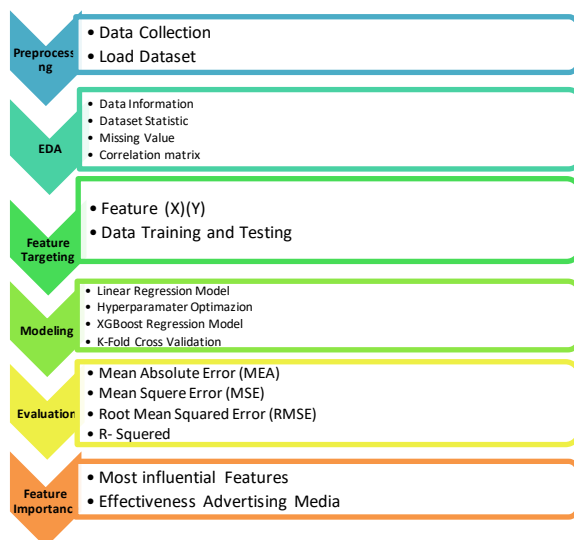 Preprocessi
ng
• Data Collection
• Load Dataset
EDA
• Data Information
• Dataset Statistic
• Missing Value
• Correlation matrix
Feature
Targeting
• Feature (X)(Y)
• Data Training and Testing
Modeling
• Linear Regression Model
• Hyperparamater Optimazion
• XGBoost Regression Model
• K-Fold Cross Validation
Evaluation
• Mean Absolute Error (MEA)
• Mean Squere Error (MSE)
• Root Mean Squared Error (RMSE)
• R- Squered
Feature
Importanc
• Most influential Features
• Effectiveness Advertising Media